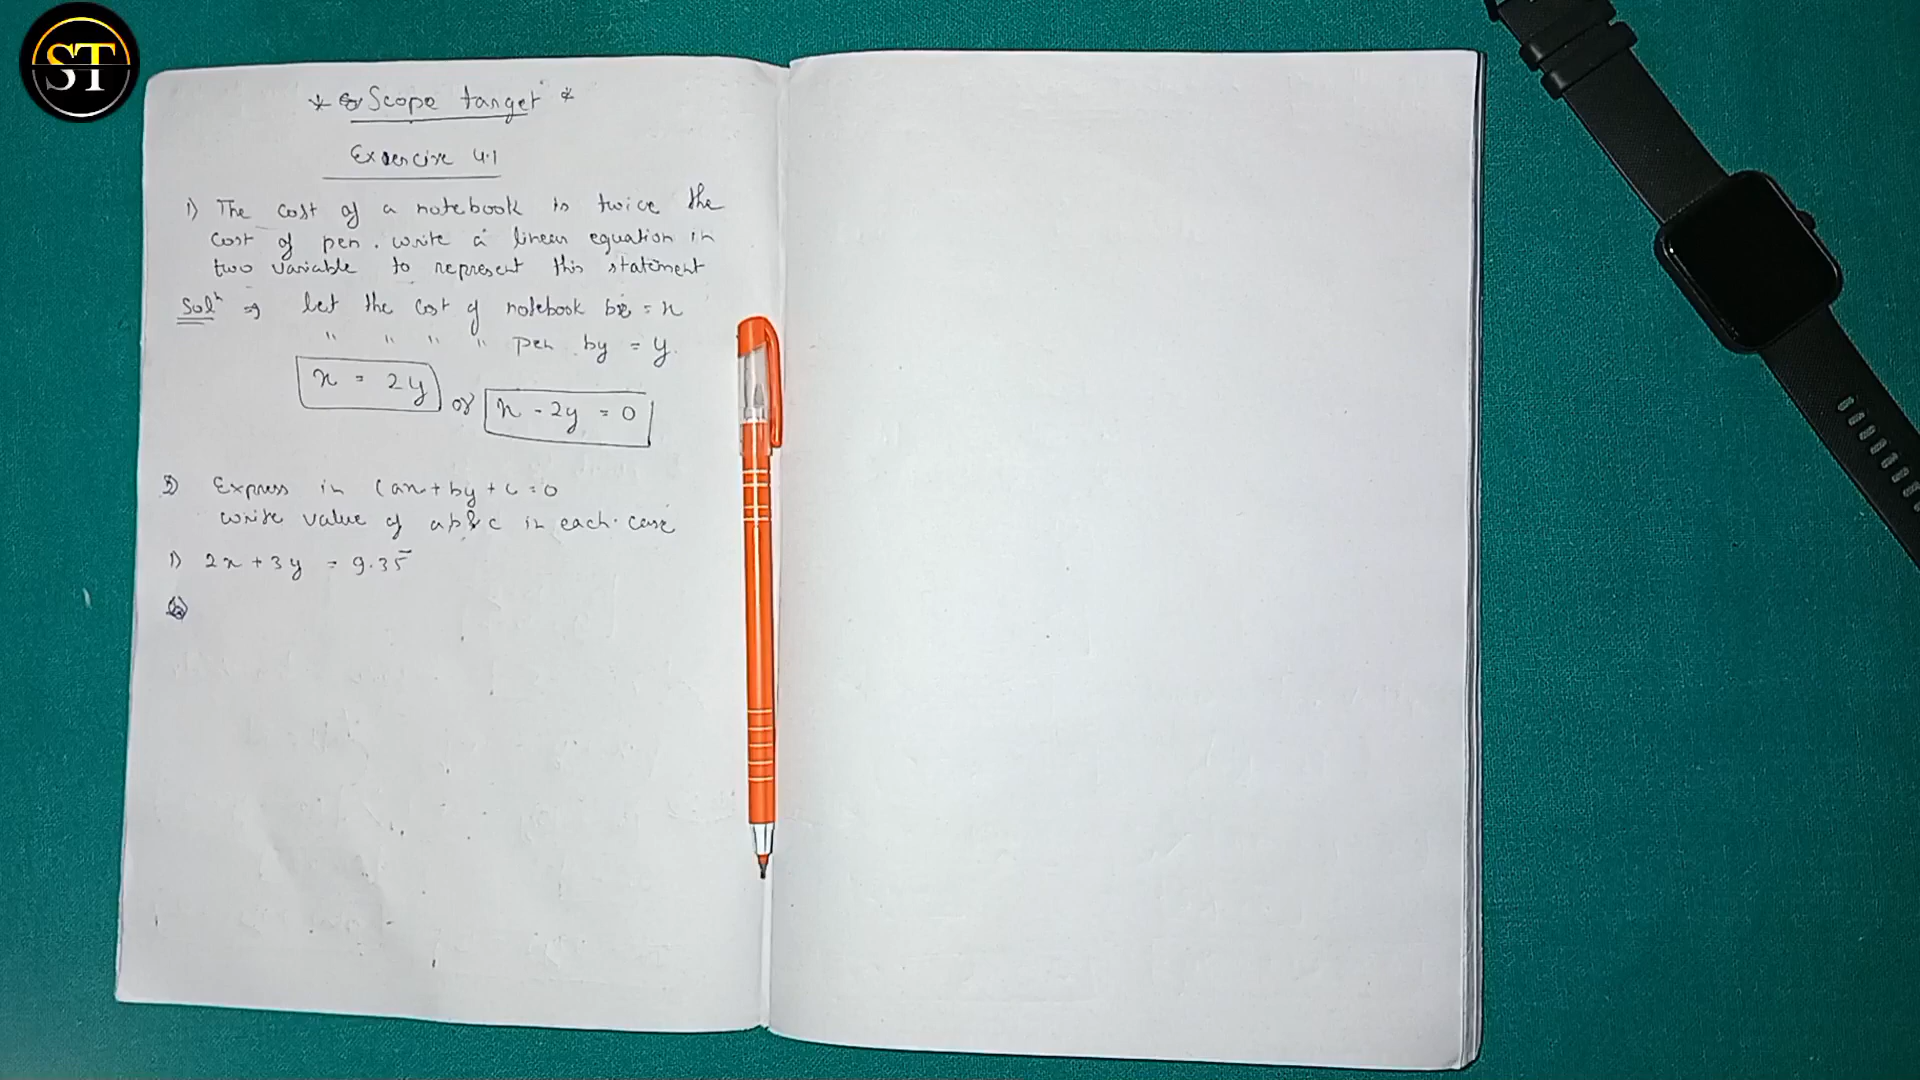 ST
* Scope target *
Exercise 4.1
1) The cost of a notebook is twice the
cost of pen. write a linear equation in
two variable to represent this statement
Solⁿ ⇒ let the cost of notebook be = x
" " " " pen by = y.
x = 2y or x - 2y = 0
2) Express in (ax+by+c=0
write value of a b & c in each case
1) 2x + 3y = 9.35̅